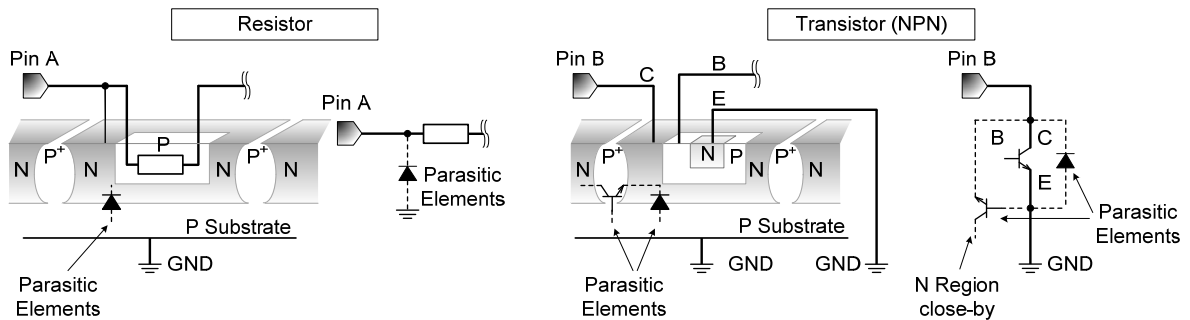 Resistor
Transistor (NPN)
Pin A
Pin A
N
P+
N
P
P+
N
N
Parasitic
Elements
P Substrate
GND
Parasitic
Elements
Pin B
C
B
E
N
P+
N
N
P
P+
N
N
P Substrate
GND
GND
Parasitic
Elements
Pin B
B
C
E
Parasitic
Elements
GND
N Region
close-by